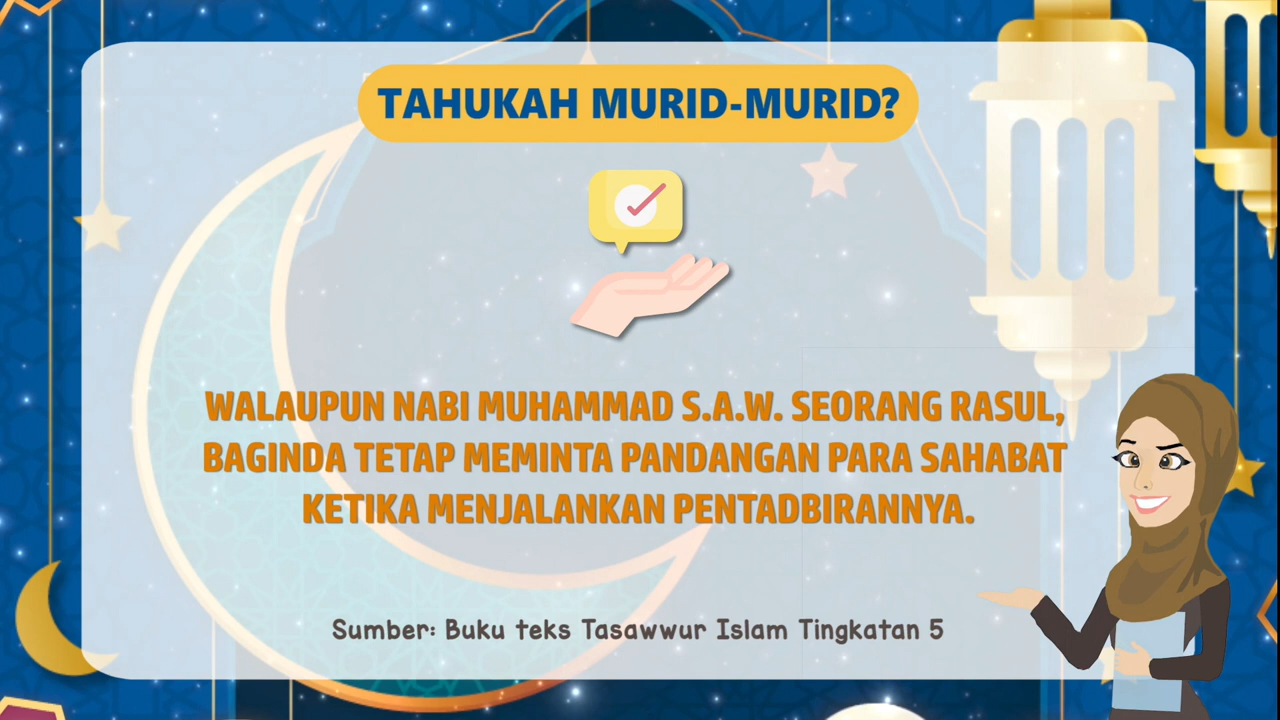 TAHUKAH MURID-MURID?
WALAUPUN NABI MUHAMMAD S.A.W. SEORANG RASUL,
BAGINDA TETAP MEMINTA PANDANGAN PARA SAHABAT
KETIKA MENJALANKAN PENTADBIRANNYA.
Sumber: Buku teks Tasawwur Islam Tingkatan 5